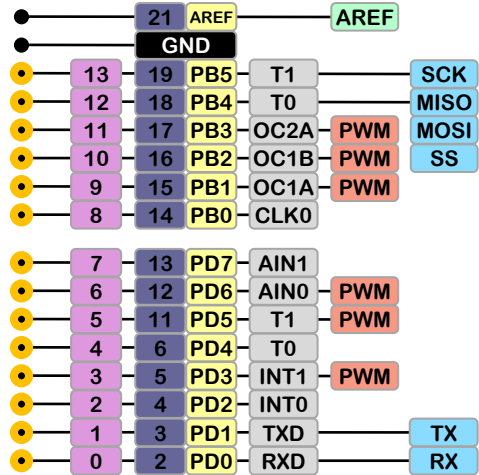 21 AREF AREF
GND
13 19 PB5 T1 SCK
12 18 PB4 T0 MISO
11 17 PB3 OC2A PWM MOSI
10 16 PB2 OC1B PWM SS
9 15 PB1 OC1A PWM
8 14 PB0 CLK0
7 13 PD7 AIN1
6 12 PD6 AIN0 PWM
5 11 PD5 T1 PWM
4 6 PD4 T0
3 5 PD3 INT1 PWM
2 4 PD2 INT0
1 3 PD1 TXD TX
0 2 PD0 RXD RX